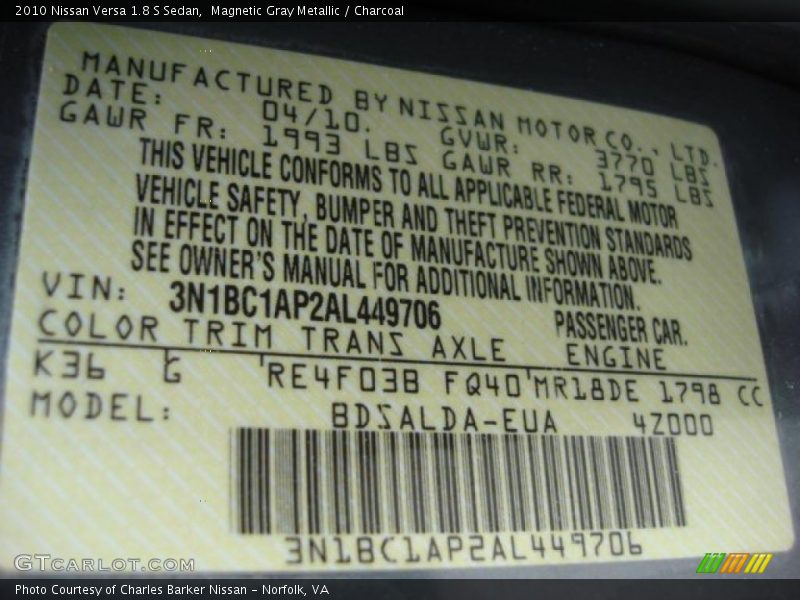 2010 Nissan Versa 1.8 S Sedan, Magnetic Gray Metallic / Charcoal
MANUFACTURED BY NISSAN MOTOR CO., LTD.
DATE: 04/10. GVWR: 3770 LBS
GAWR FR: 1993 LBS GAWR RR: 1795 LBS
THIS VEHICLE CONFORMS TO ALL APPLICABLE FEDERAL MOTOR
VEHICLE SAFETY, BUMPER AND THEFT PREVENTION STANDARDS
IN EFFECT ON THE DATE OF MANUFACTURE SHOWN ABOVE.
SEE OWNER'S MANUAL FOR ADDITIONAL INFORMATION.
VIN: 3N1BC1AP2AL449706 PASSENGER CAR.
COLOR TRIM TRANS AXLE ENGINE
K36 G RE4F03B FQ40 MR18DE 1798 CC
MODEL: BDSALDA-EUA 4Z000
3N1BC1AP2AL449706
GTcarlot.com
Photo Courtesy of Charles Barker Nissan - Norfolk, VA